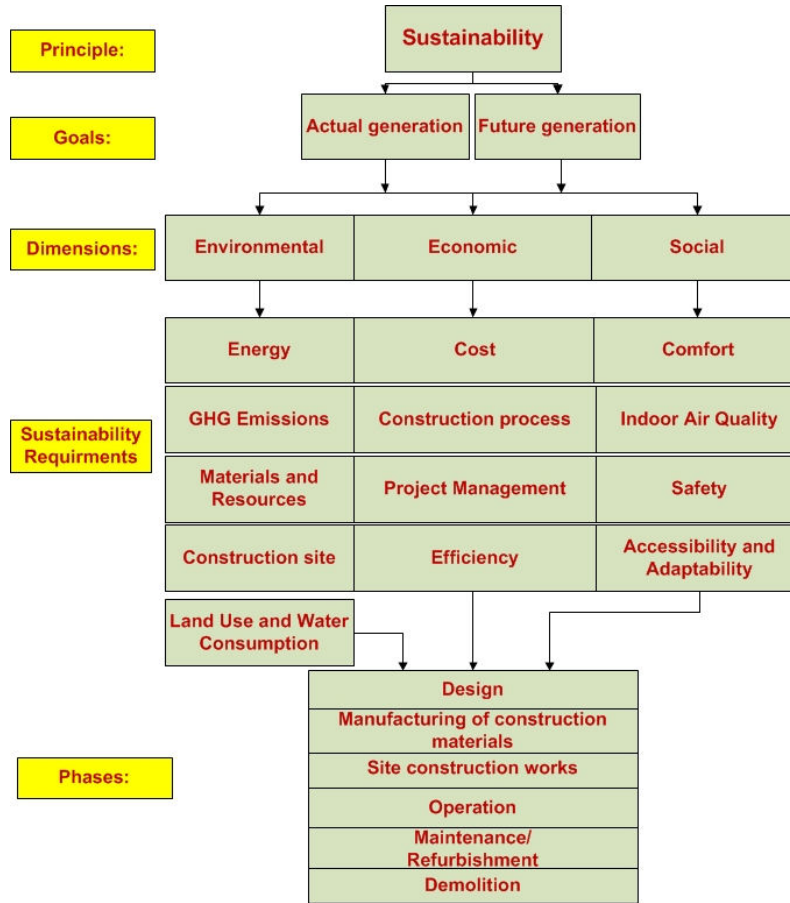 Principle:
Sustainability
Goals:
Actual generation
Future generation
Dimensions:
Environmental
Economic
Social
Sustainability
Requirments
Energy
Cost
Comfort
GHG Emissions
Construction process
Indoor Air Quality
Materials and
Resources
Project Management
Safety
Construction site
Efficiency
Accessibility and
Adaptability
Land Use and Water
Consumption
Phases:
Design
Manufacturing of construction
materials
Site construction works
Operation
Maintenance/
Refurbishment
Demolition